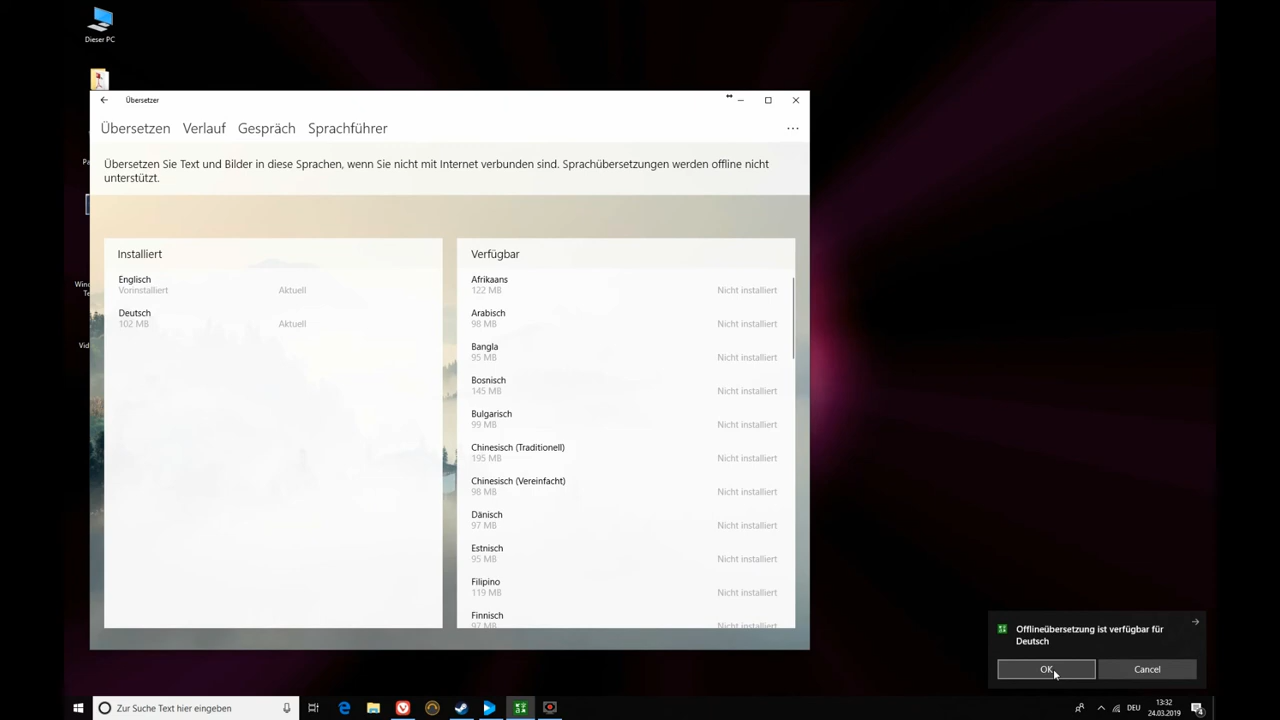 Dieser PC
Übersetzer
Übersetzen Verlauf Gespräch Sprachführer
Übersetzen Sie Text und Bilder in diese Sprachen, wenn Sie nicht mit Internet verbunden sind. Sprachübersetzungen werden offline nicht
unterstützt.
Installiert
Englisch
Vorinstalliert Aktuell
Deutsch
102 MB Aktuell
Verfügbar
Afrikaans
122 MB Nicht installiert
Arabisch
98 MB Nicht installiert
Bangla
95 MB Nicht installiert
Bosnisch
145 MB Nicht installiert
Bulgarisch
99 MB Nicht installiert
Chinesisch (Traditionell)
195 MB Nicht installiert
Chinesisch (Vereinfacht)
98 MB Nicht installiert
Dänisch
97 MB Nicht installiert
Estnisch
95 MB Nicht installiert
Filipino
119 MB Nicht installiert
Finnisch
97 MB Nicht installiert
Offlineübersetzung ist verfügbar für
Deutsch
OK Cancel
Zur Suche Text hier eingeben
DEU
13:32
24.03.2019